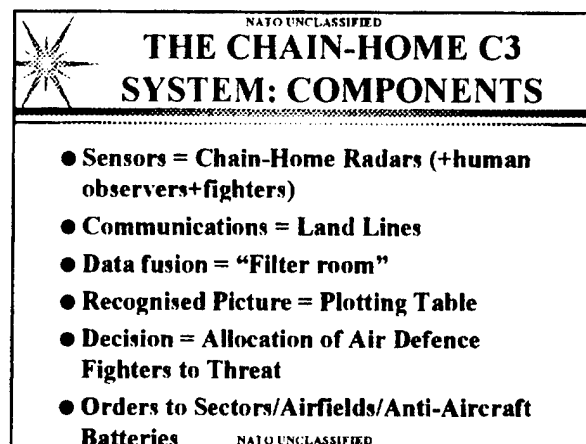 NATO UNCLASSIFIED
THE CHAIN-HOME C3
SYSTEM: COMPONENTS
● Sensors = Chain-Home Radars (+human
observers+fighters)
● Communications = Land Lines
● Data fusion = “Filter room”
● Recognised Picture = Plotting Table
● Decision = Allocation of Air Defence
Fighters to Threat
● Orders to Sectors/Airfields/Anti-Aircraft
Batteries
NATO UNCLASSIFIED